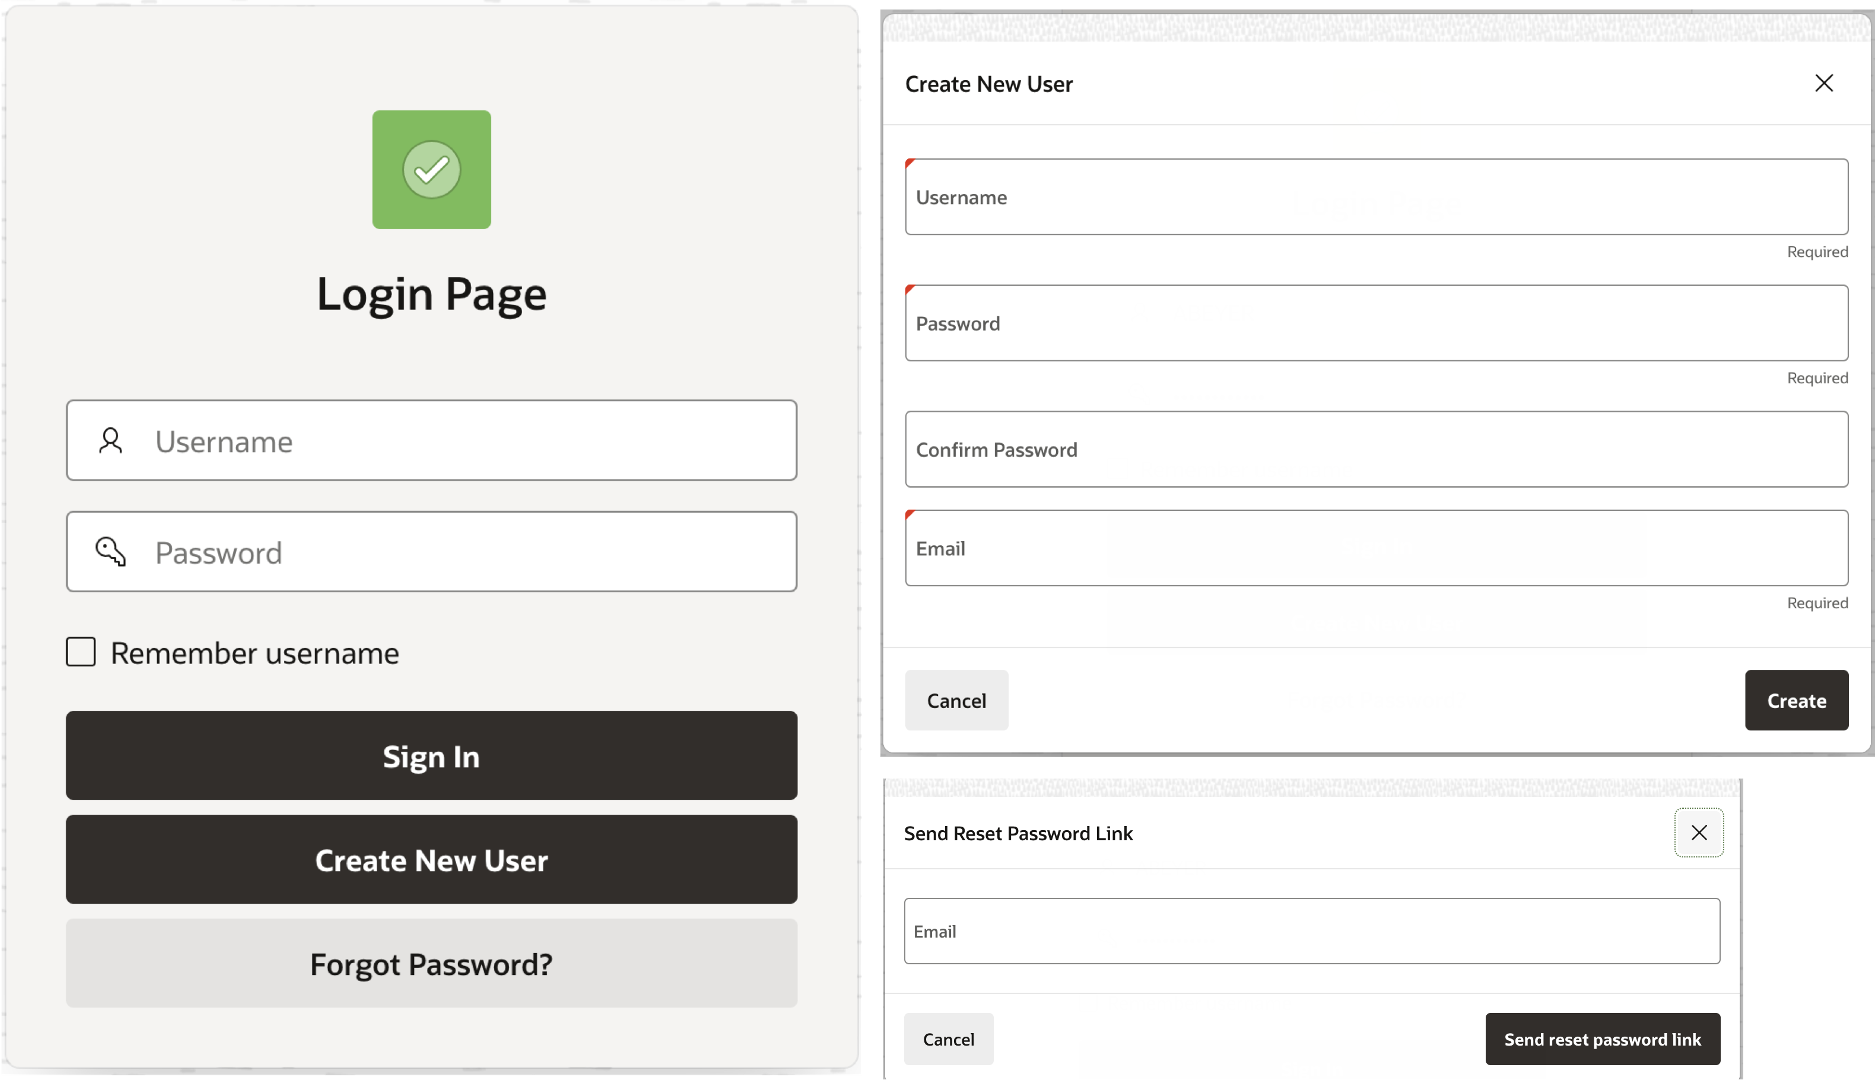 Login Page
Username
Password
Remember username
Sign In
Create New User
Forgot Password?
Create New User
Username
Required
Password
Required
Confirm Password
Email
Required
Cancel
Create
Send Reset Password Link
Email
Cancel
Send reset password link